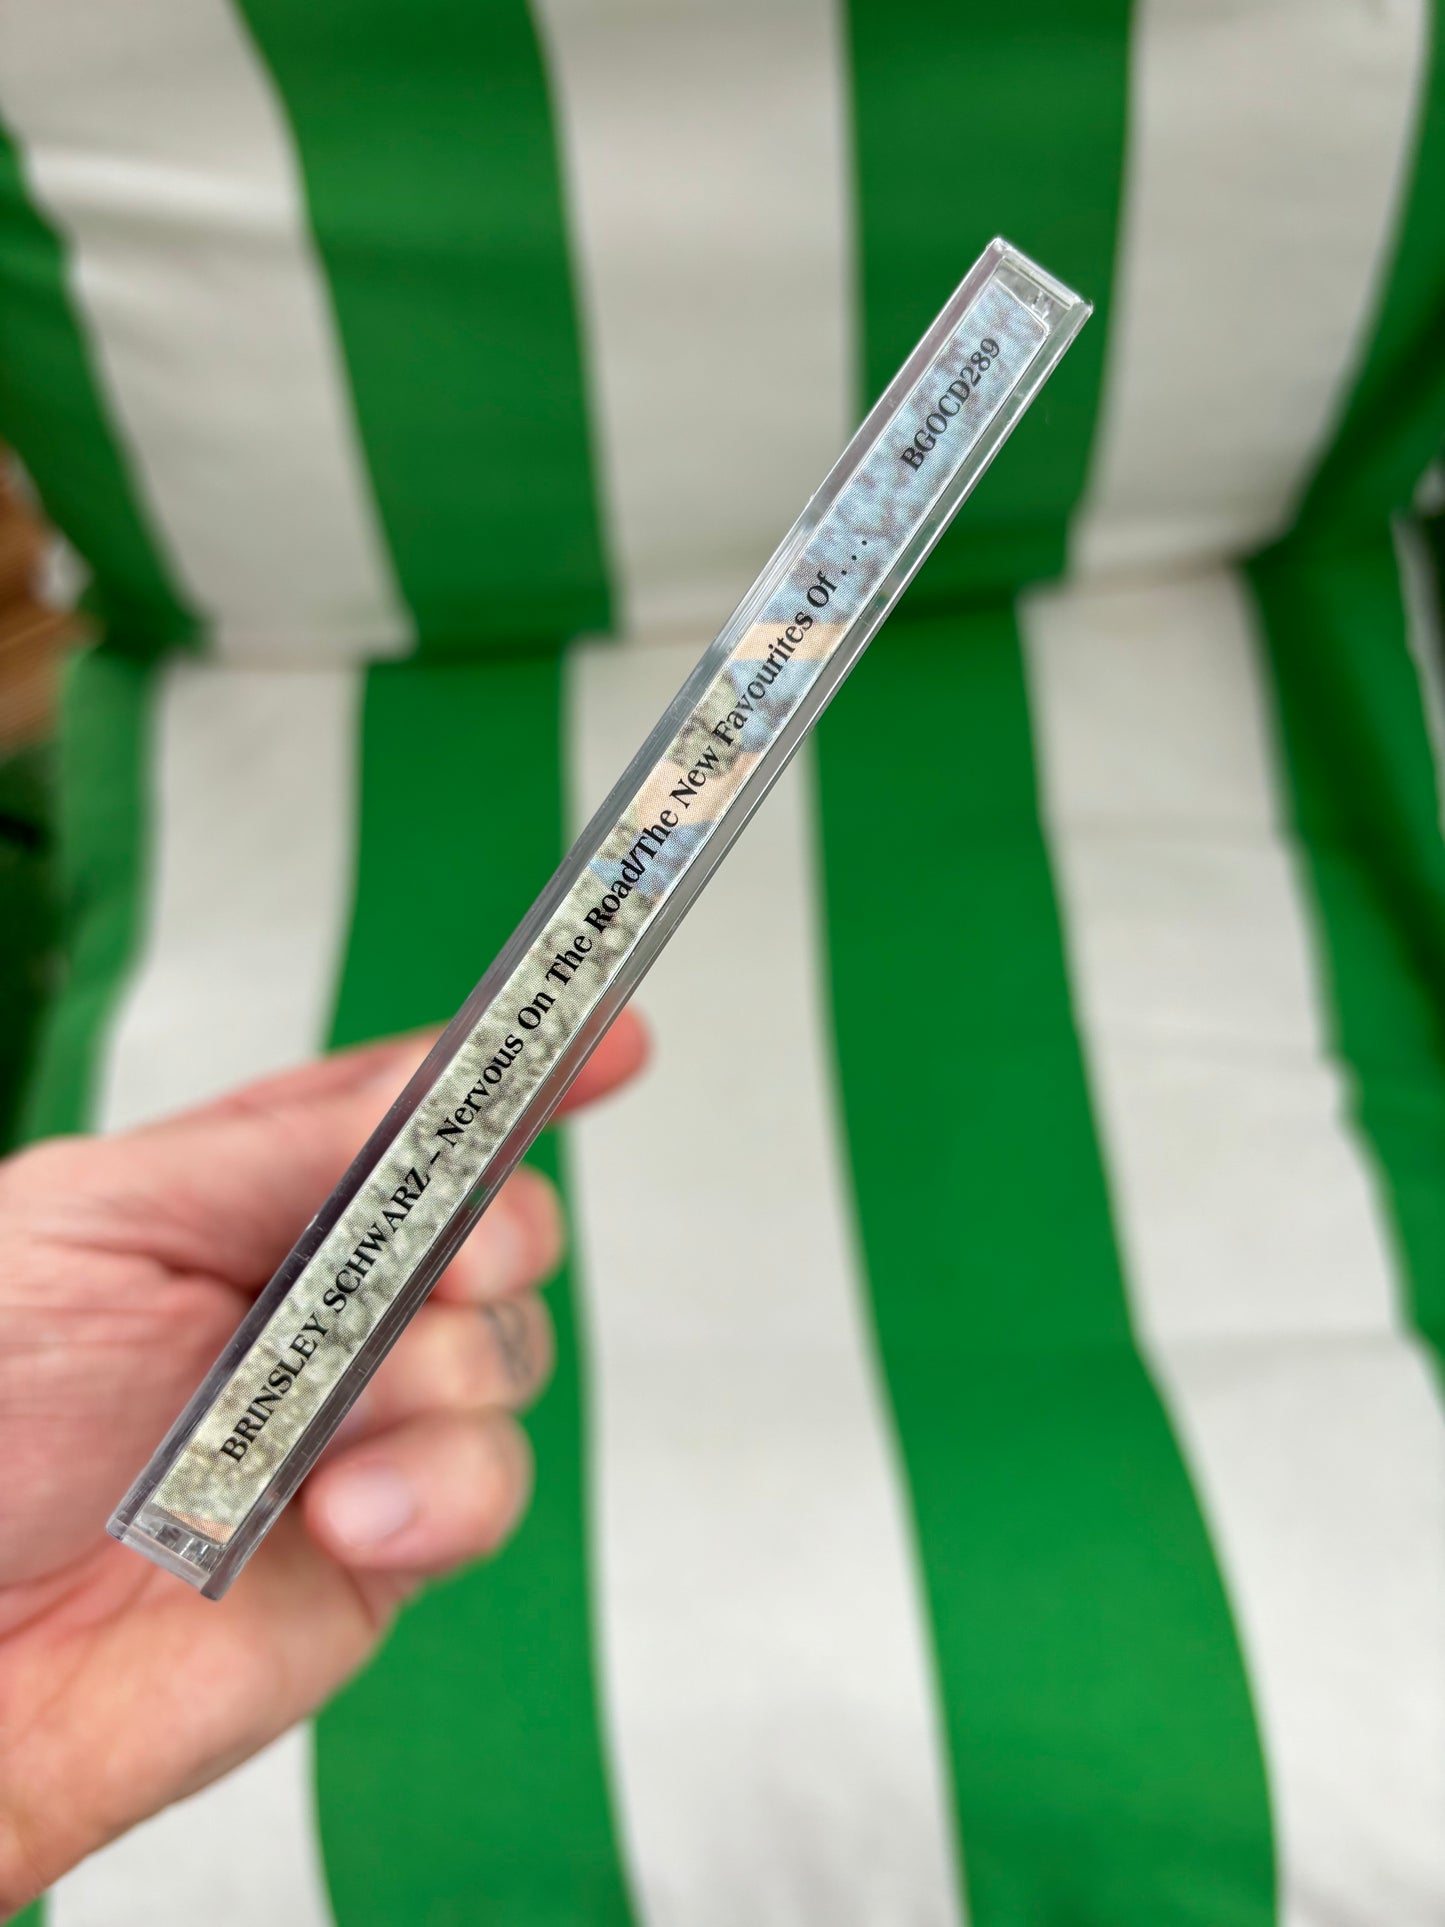 BRINSLEY SCHWARZ – Nervous On The Road/The New Favourites Of . . . BGOCD289